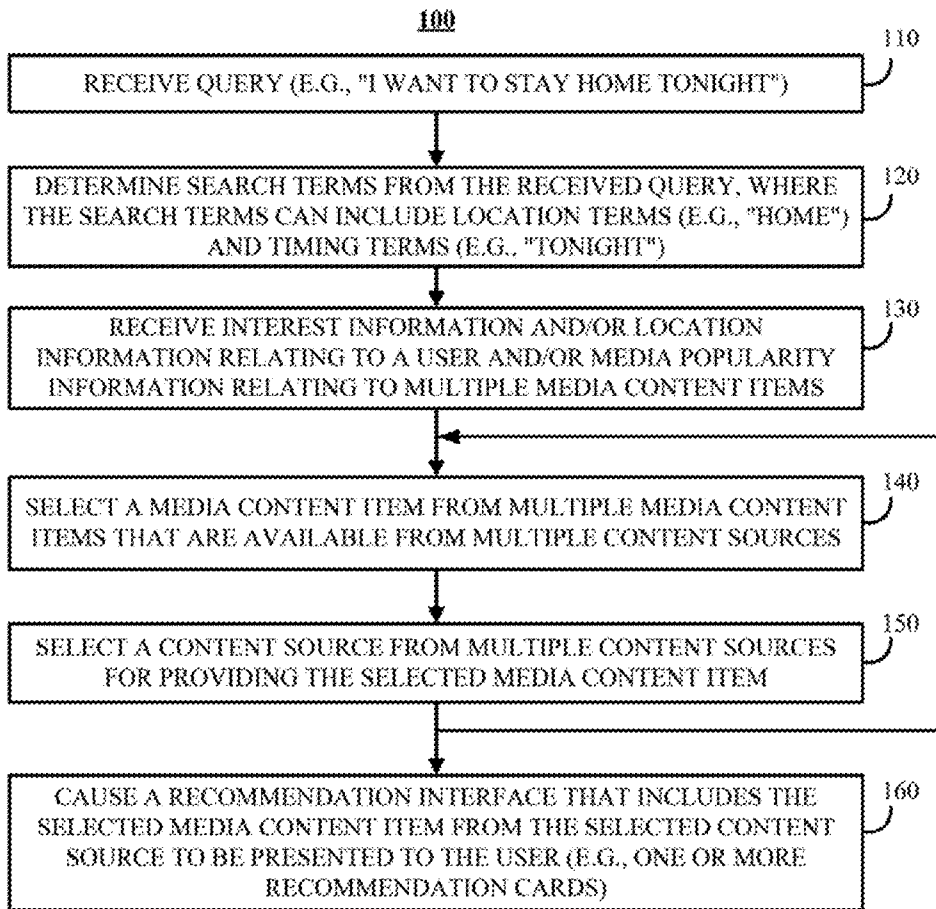 100
110
RECEIVE QUERY (E.G., "I WANT TO STAY HOME TONIGHT")
120
DETERMINE SEARCH TERMS FROM THE RECEIVED QUERY, WHERE
THE SEARCH TERMS CAN INCLUDE LOCATION TERMS (E.G., "HOME")
AND TIMING TERMS (E.G., "TONIGHT")
130
RECEIVE INTEREST INFORMATION AND/OR LOCATION
INFORMATION RELATING TO A USER AND/OR MEDIA POPULARITY
INFORMATION RELATING TO MULTIPLE MEDIA CONTENT ITEMS
140
SELECT A MEDIA CONTENT ITEM FROM MULTIPLE MEDIA CONTENT
ITEMS THAT ARE AVAILABLE FROM MULTIPLE CONTENT SOURCES
150
SELECT A CONTENT SOURCE FROM MULTIPLE CONTENT SOURCES
FOR PROVIDING THE SELECTED MEDIA CONTENT ITEM
160
CAUSE A RECOMMENDATION INTERFACE THAT INCLUDES THE
SELECTED MEDIA CONTENT ITEM FROM THE SELECTED CONTENT
SOURCE TO BE PRESENTED TO THE USER (E.G., ONE OR MORE
RECOMMENDATION CARDS)